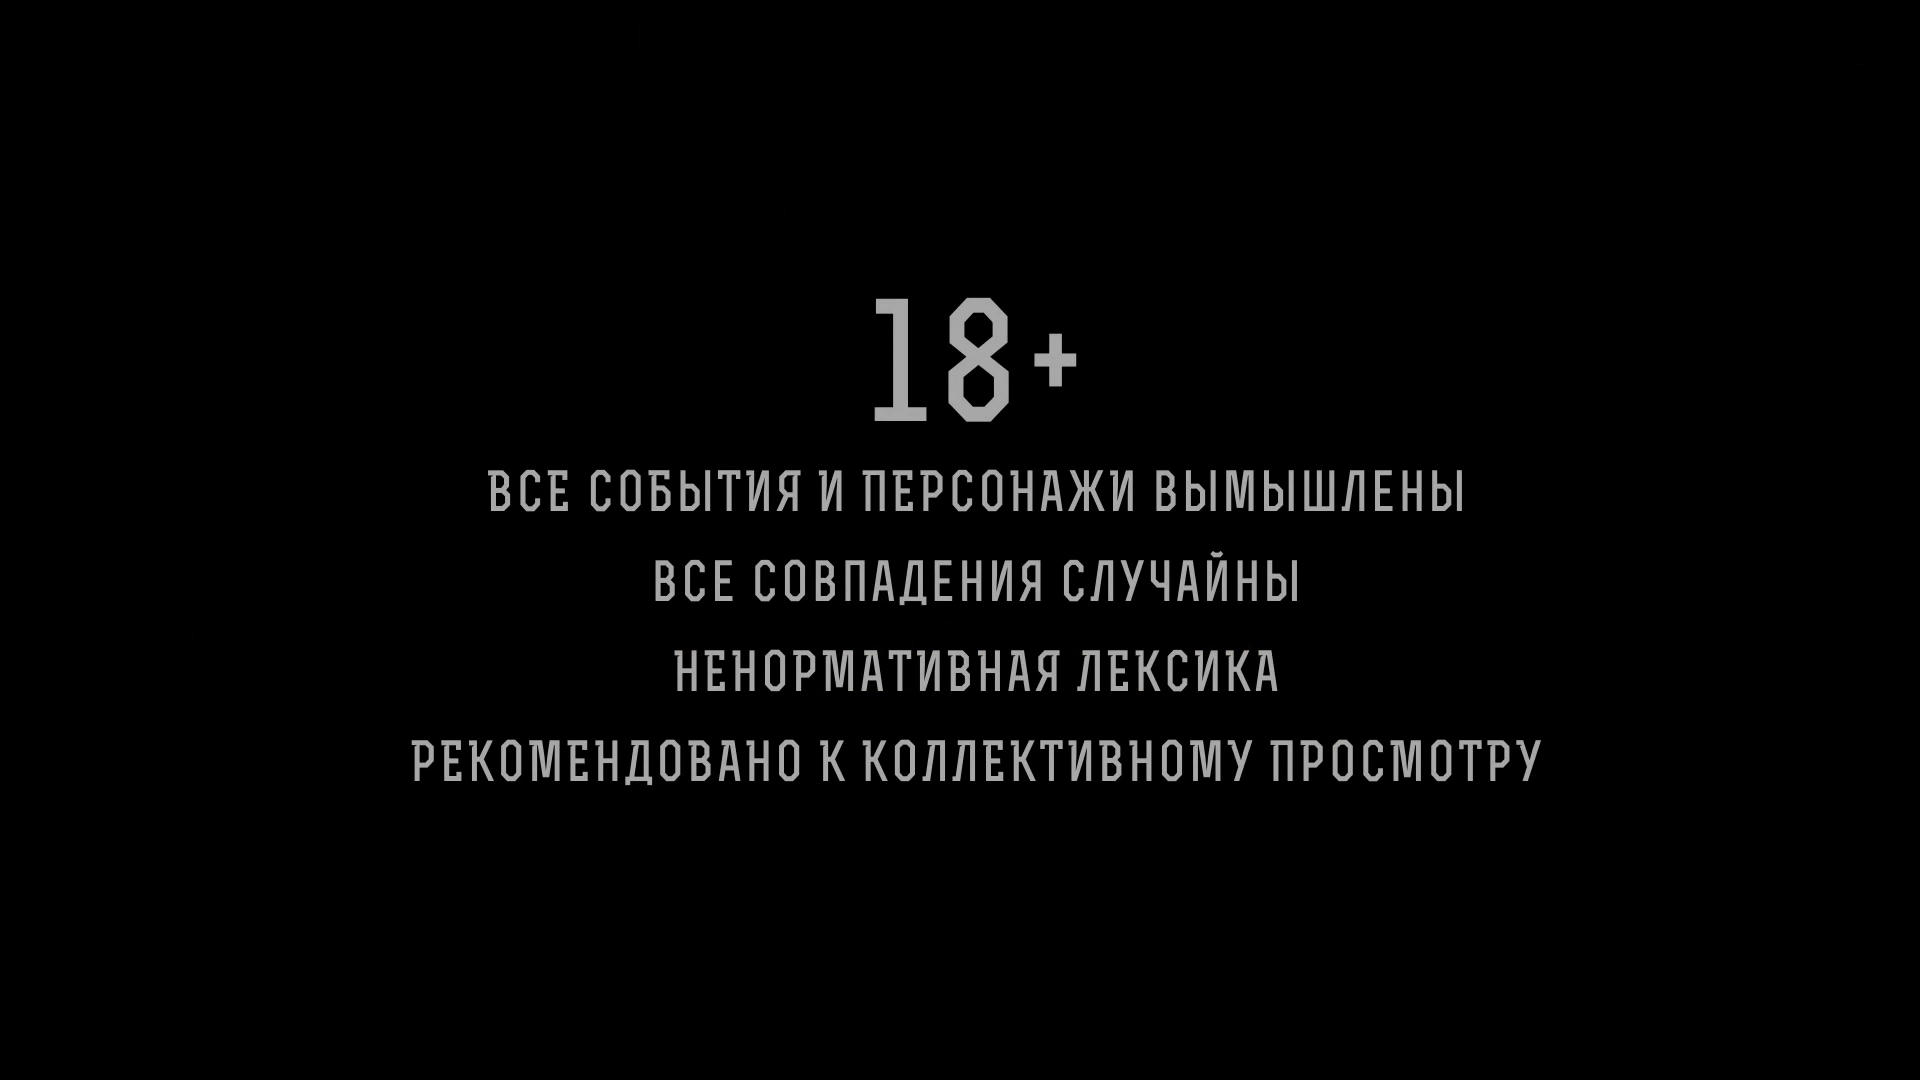 18+
ВСЕ СОБЫТИЯ И ПЕРСОНАЖИ ВЫМЫШЛЕНЫ
ВСЕ СОВПАДЕНИЯ СЛУЧАЙНЫ
НЕНОРМАТИВНАЯ ЛЕКСИКА
РЕКОМЕНДОВАНО К КОЛЛЕКТИВНОМУ ПРОСМОТРУ